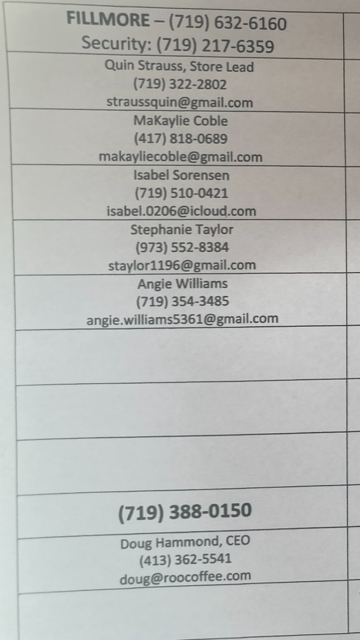 FILLMORE – (719) 632-6160
Security: (719) 217-6359
Quin Strauss, Store Lead
(719) 322-2802
straussquin@gmail.com
MaKaylie Coble
(417) 818-0689
makayliecoble@gmail.com
Isabel Sorensen
(719) 510-0421
isabel.0206@icloud.com
Stephanie Taylor
(973) 552-8384
staylor1196@gmail.com
Angie Williams
(719) 354-3485
angie.williams5361@gmail.com
(719) 388-0150
Doug Hammond, CEO
(413) 362-5541
doug@roocoffee.com